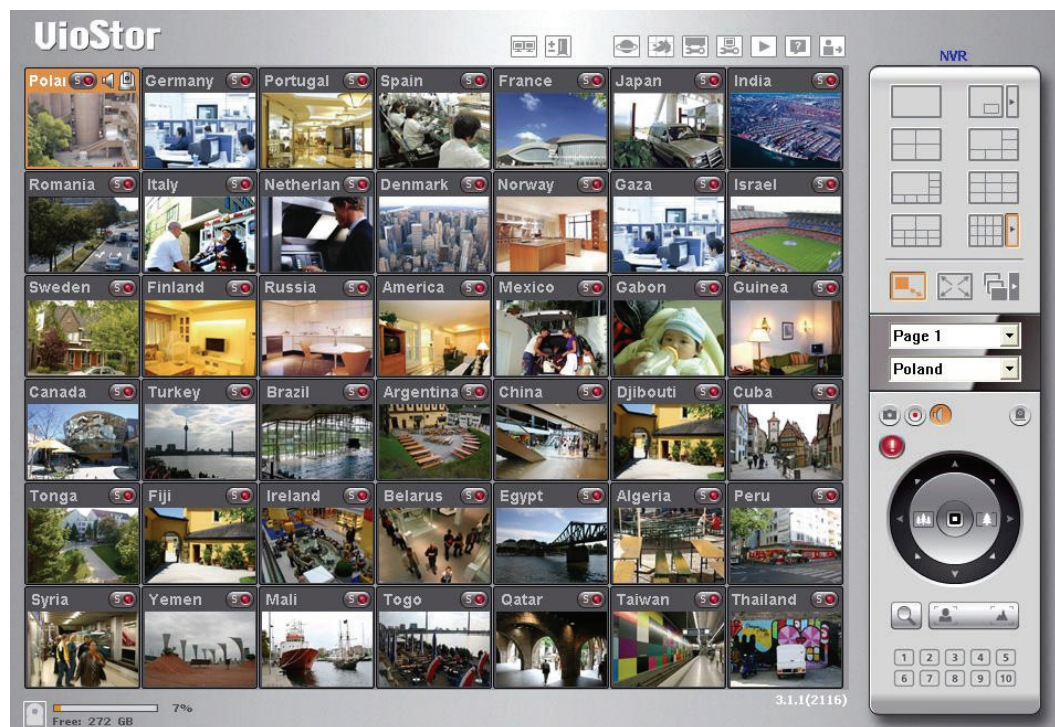 VioStor
NVR
Polan S Germany S Portugal S Spain S France S Japan S India S
Romania S Italy S Netherlan S Denmark S Norway S Gaza S Israel S
Sweden S Finland S Russia S America S Mexico S Gabon S Guinea S
Canada S Turkey S Brazil S Argentina S China S Djibouti S Cuba S
Tonga S Fiji S Ireland S Belarus S Egypt S Algeria S Peru S
Syria S Yemen S Mali S Togo S Qatar S Taiwan S Thailand S
Page 1
Poland
1 2 3 4 5
6 7 8 9 10
3.1.1(2116)
7%
Free: 272 GB